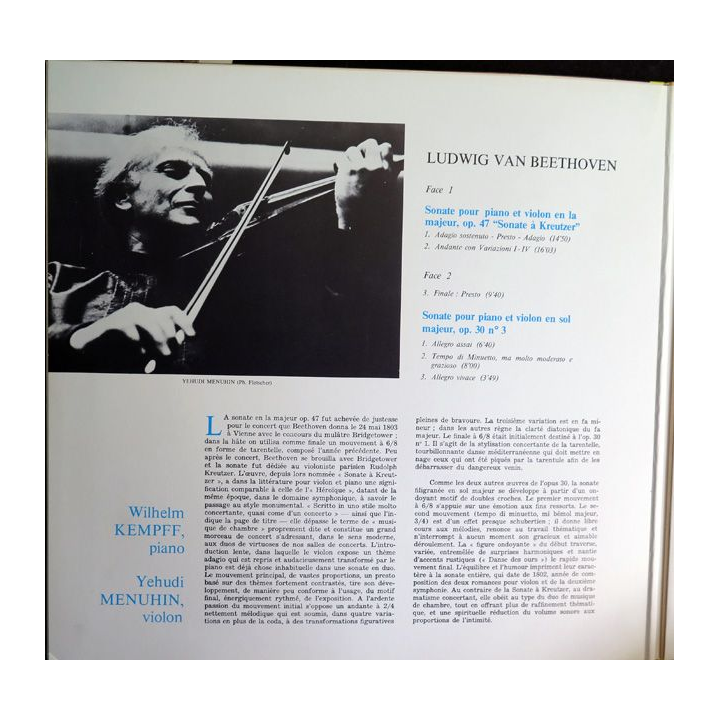 LUDWIG VAN BEETHOVEN
Face 1
Sonate pour piano et violon en la
majeur, op. 47 "Sonate à Kreutzer"
1. Adagio sostenuto - Presto - Adagio (14'50)
2. Andante con Variazioni I-IV (16'03)
Face 2
3. Finale : Presto (9'40)
Sonate pour piano et violon en sol
majeur, op. 30 n° 3
1. Allegro assai (6'40)
2. Tempo di Minuetto, ma molto moderato e
grazioso (8'00)
3. Allegro vivace (3'49)
YEHUDI MENUHIN (Ph. Fleischer)
Wilhelm
KEMPFF,
piano
Yehudi
MENUHIN,
violon
LA sonate en la majeur op. 47 fut achevée de justesse
pour le concert que Beethoven donna le 24 mai 1803
à Vienne avec le concours du mulâtre Bridgetower ;
dans la hâte on utilisa comme finale un mouvement à 6/8
en forme de tarentelle, composé l'année précédente. Peu
après le concert, Beethoven se brouilla avec Bridgetower
et la sonate fut dédiée au violoniste parisien Rudolph
Kreutzer. L'œuvre, depuis lors nommée « Sonate à Kreut-
zer », a dans la littérature pour violon et piano une signi-
fication comparable à celle de l'« Héroïque », datant de la
même époque, dans le domaine symphonique, à savoir le
passage au style monumental. « Scritto in uno stilo molto
concertante, quasi come d'un concerto » — ainsi que l'in-
dique la page de titre — elle dépasse le terme de « musi-
que de chambre » proprement dite et constitue un grand
morceau de concert s'adressant, dans le sens moderne,
aux duos de virtuoses de nos salles de concerts. L'intro-
duction lente, dans laquelle le violon expose un thème
adagio qui est repris et audacieusement transformé par le
piano est déjà chose inhabituelle dans une sonate en duo.
Le mouvement principal, de vastes proportions, un presto
basé sur des thèmes fortement contrastés, tire son déve-
loppement, de manière peu conforme à l'usage, du motif
final, énergiquement rythmé, de l'exposition. A l'ardente
passion du mouvement initial s'oppose un andante à 2/4
nettement mélodique qui est soumis, dans quatre varia-
tions en plus de la coda, à des transformations figuratives
pleines de bravoure. La troisième variation est en fa mi-
neur ; dans les autres règne la clarté diatonique du fa
majeur. Le finale à 6/8 était initialement destiné à l'op. 30
n° 1. Il s'agit de la stylisation concertante de la tarentelle,
tourbillonnante danse méditerranéenne qui doit mettre en
nage ceux qui ont été piqués par la tarentule afin de les
débarrasser du dangereux venin.
Comme les deux autres œuvres de l'opus 30, la sonate
filigranée en sol majeur se développe à partir d'un on-
doyant motif de doubles croches. Le premier mouvement
à 6/8 s'appuie sur une émotion aux fins ressorts. Le se-
cond mouvement (tempo di minuetto, mi bémol majeur,
3/4) est d'un effet presque schubertien ; il donne libre
cours aux mélodies, renonce au travail thématique et
n'interrompt à aucun moment son gracieux et aimable
déroulement. La « figure ondoyante » du début traverse,
variée, entremêlée de surprises harmoniques et nantie
d'accents rustiques (« Danse des ours ») le rapide mou-
vement final. L'équilibre et l'humour impriment leur carac-
tère à la sonate entière, qui date de 1802, année de com-
position des deux romances pour violon et de la deuxième
symphonie. Au contraire de la Sonate à Kreutzer, au dra-
matisme concertant, elle obéit au type du duo de musique
de chambre, tout en offrant plus de raffinement thémati-
que, et une spirituelle réduction du volume sonore aux
proportions de l'intimité.